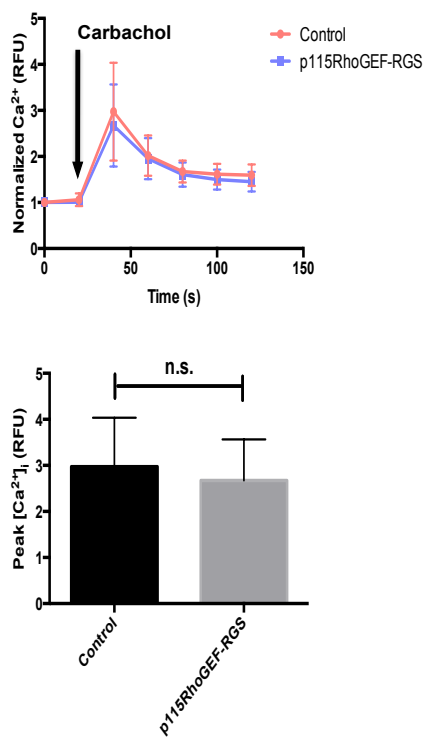 5
Carbachol
Control
p115RhoGEF-RGS
4
3
2
1
0
Normalized Ca²⁺ (RFU)
0 50 100 150
Time (s)
n.s.
5
4
3
2
1
0
Peak [Ca²⁺]ᵢ (RFU)
Control
p115RhoGEF-RGS